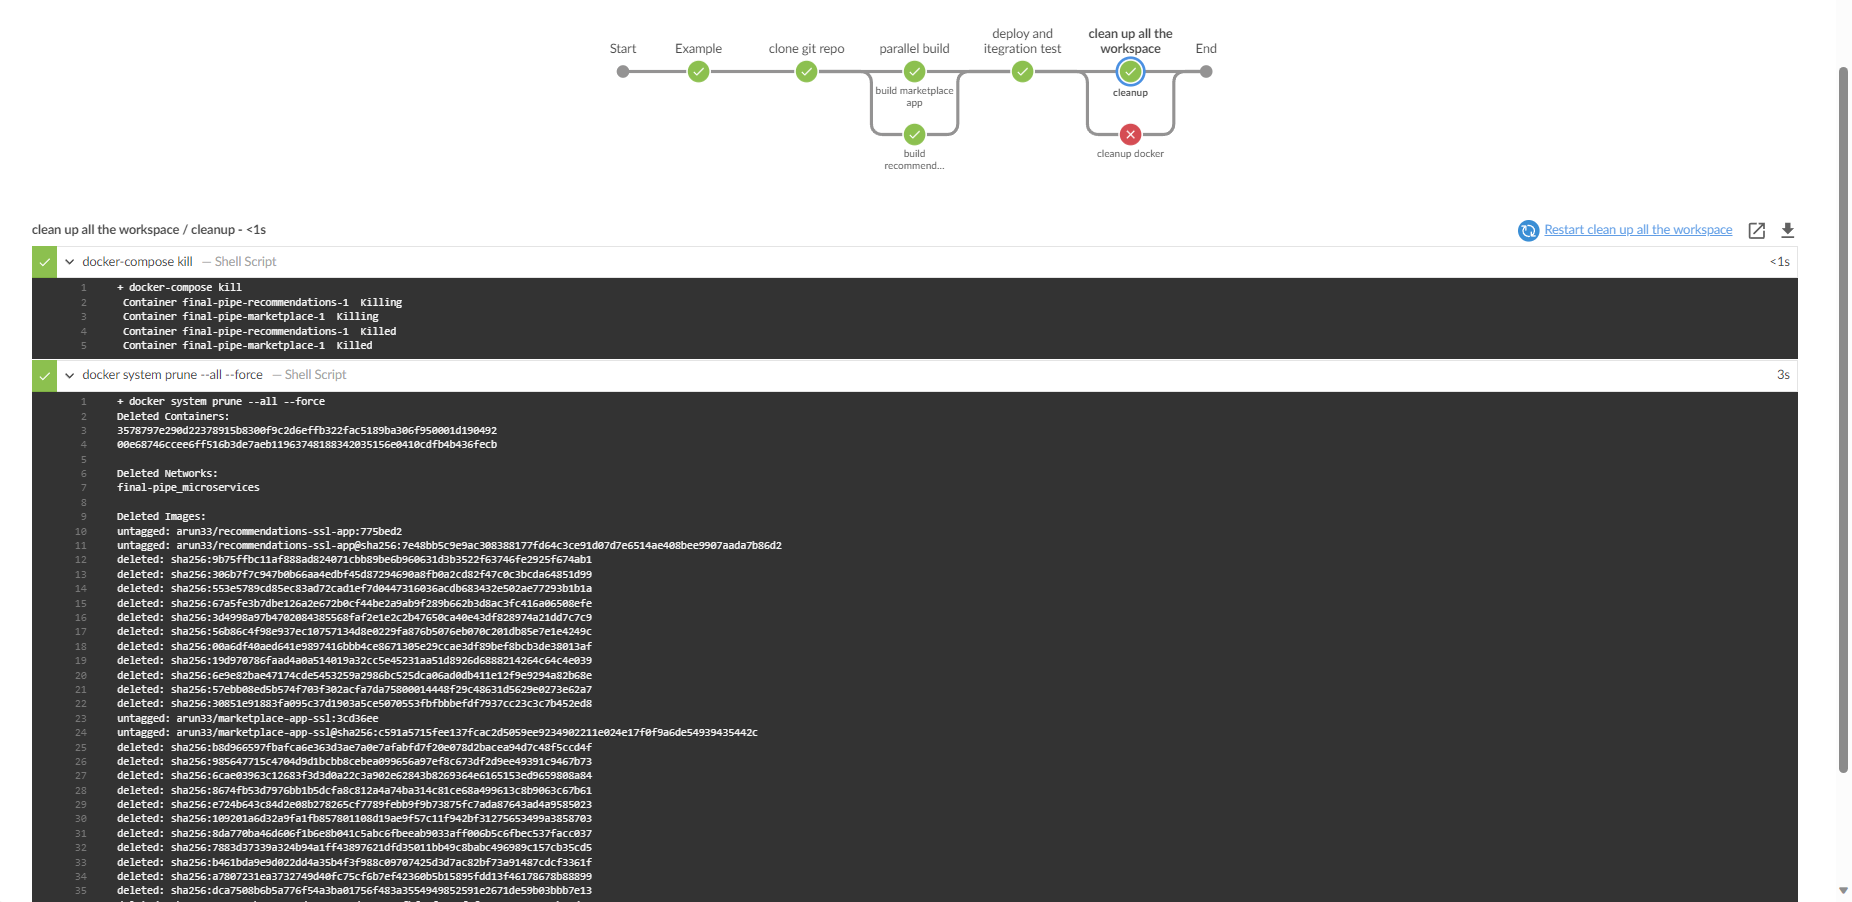 Start
Example
clone git repo
parallel build
deploy and
itegration test
clean up all the
workspace
End
build marketplace
app
cleanup
build
recommend...
cleanup docker
clean up all the workspace / cleanup - <1s
Restart clean up all the workspace
docker-compose kill — Shell Script <1s
1 + docker-compose kill
2 Container final-pipe-recommendations-1 Killing
3 Container final-pipe-marketplace-1 Killing
4 Container final-pipe-recommendations-1 Killed
5 Container final-pipe-marketplace-1 Killed
docker system prune --all --force — Shell Script 3s
1 + docker system prune --all --force
2 Deleted Containers:
3 3578797e290d22378915b8300f9c2d6effb322fac5189ba306f950001d190492
4 00e68746ccee6ff516b3de7aeb11963748188342035156e0410cdfb4b436fecb
5
6 Deleted Networks:
7 final-pipe_microservices
8
9 Deleted Images:
10 untagged: arun33/recommendations-ssl-app:775bed2
11 untagged: arun33/recommendations-ssl-app@sha256:7e48bb5c9e9ac308388177fd64c3ce91d07d7e6514ae408bee9907aada7b86d2
12 deleted: sha256:9b75ffbc11af888ad824071cbb89be6b960631d3b3522f63746fe2925f674ab1
13 deleted: sha256:306b7f7c947b0b66aa4edbf45d87294690a8fb0a2cd82f47c0c3bcda64851d99
14 deleted: sha256:553e5789cd85ec83ad72cad1ef7d0447316036acdb683432e502ae77293b1b1a
15 deleted: sha256:67a5fe3b7dbe126a2e672b0cf44be2a9ab9f289b662b3d8ac3fc416a06508efe
16 deleted: sha256:3d4998a97b4702084385568faf2e1e2c2b47650ca40e43df828974a21dd7c7c9
17 deleted: sha256:56b86c4f98e937ec10757134d8e0229fa876b5076eb070c201db85e7e1e4249c
18 deleted: sha256:00a6df40aed641e9897416bbb4ce8671305e29ccae3df89bef8bcb3de38013af
19 deleted: sha256:19d970786faad4a0a514019a32cc5e45231aa51d8926d6888214264c64c4e039
20 deleted: sha256:6e9e82bae47174cde5453259a2986bc525dca06ad0db411e12f9e9294a82b68e
21 deleted: sha256:57ebb08ed5b574f703f302acfa7da75800014448f29c48631d5629e0273e62a7
22 deleted: sha256:30851e91883fa095c37d1903a5ce5070553fbfbbbefdf7937cc23c3c7b452ed8
23 untagged: arun33/marketplace-app-ssl:3cd36ee
24 untagged: arun33/marketplace-app-ssl@sha256:c591a5715fee137fcac2d5059ee9234902211e024e17f0f9a6de54939435442c
25 deleted: sha256:b8d966597fbafca6e363d3ae7a0e7afabfd7f20e078d2bacea94d7c48f5ccd4f
26 deleted: sha256:985647715c4704d9d1bcbb8cebea099656a97ef8c673df2d9ee49391c9467b73
27 deleted: sha256:6cae03963c12683f3d3d0a22c3a902e62843b8269364e6165153ed9659808a84
28 deleted: sha256:8674fb53d7976bb1b5dcfa8c812a4a74ba314c81ce68a499613c8b9063c67b61
29 deleted: sha256:e724b643c84d2e08b278265cf7789febb9f9b73875fc7ada87643ad4a9585023
30 deleted: sha256:109201a6d32a9fa1fb857801108d19ae9f57c11f942bf31275653499a3858703
31 deleted: sha256:8da770ba46d606f1b6e8b041c5abc6fbeeab9033aff006b5c6fbec537facc037
32 deleted: sha256:7883d37339a324b94a1ff43897621dfd35011bb49c8babc496989c157cb35cd5
33 deleted: sha256:b461bda9e9d022dd4a35b4f3f988c09707425d3d7ac82bf73a91487cdcf3361f
34 deleted: sha256:a7807231ea3732749d40fc75cf6b7ef42360b5b15895fdd13f46178678b88899
35 deleted: sha256:dca7508b6b5a776f54a3ba01756f483a3554949852591e2671de59b03bbb7e13